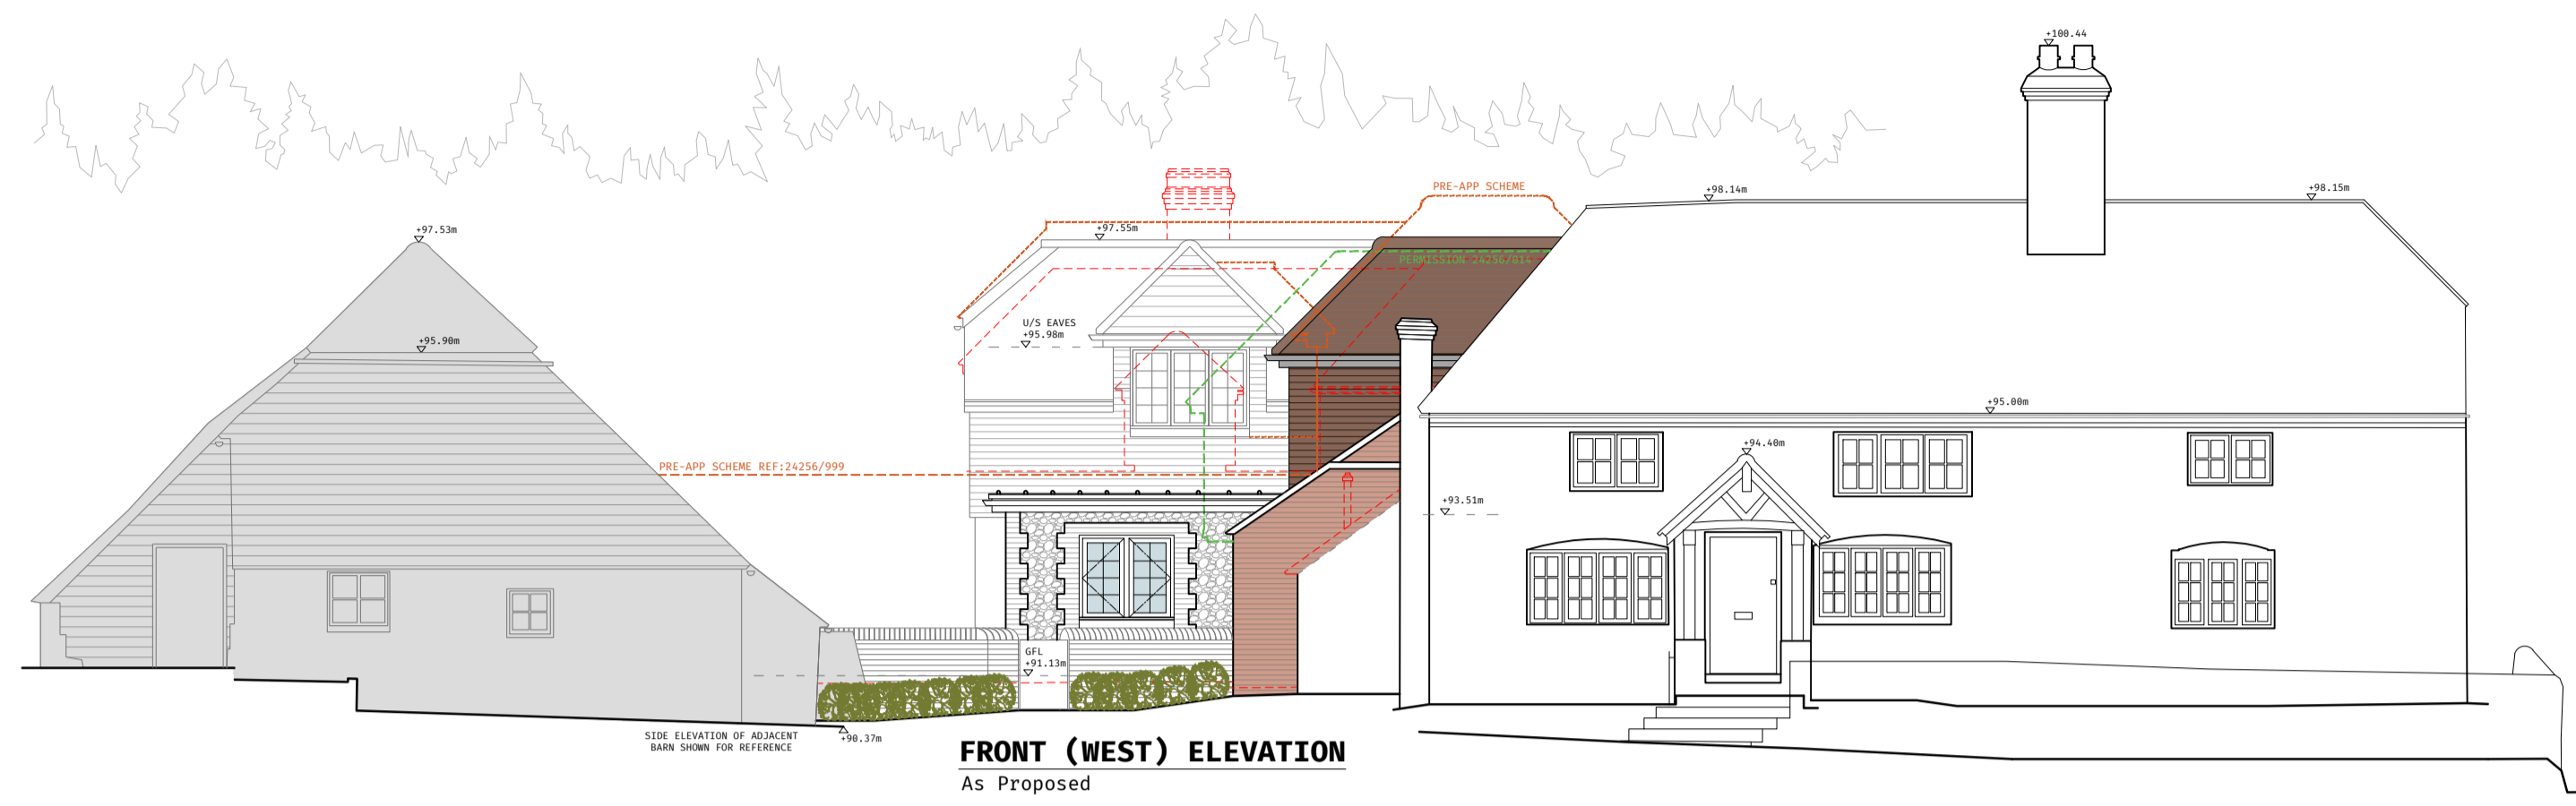 +100.44
PRE-APP SCHEME
+98.14m
+98.15m
+97.53m
+97.55m
PERMISSION 24256/014
U/S EAVES
+95.98m
+95.90m
+95.00m
+94.40m
PRE-APP SCHEME REF:24256/999
+93.51m
GFL
+91.13m
SIDE ELEVATION OF ADJACENT
BARN SHOWN FOR REFERENCE
+90.37m
FRONT (WEST) ELEVATION
As Proposed